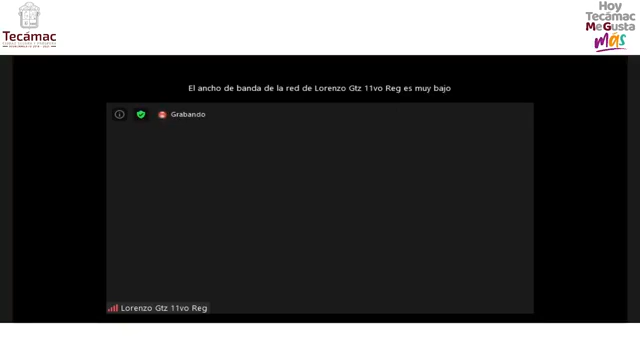 Tecámac
Hoy
Tecámac
MeGusta
más
El ancho de banda de la red de Lorenzo Gtz 11vo Reg es muy bajo
Grabando
Lorenzo Gtz 11vo Reg